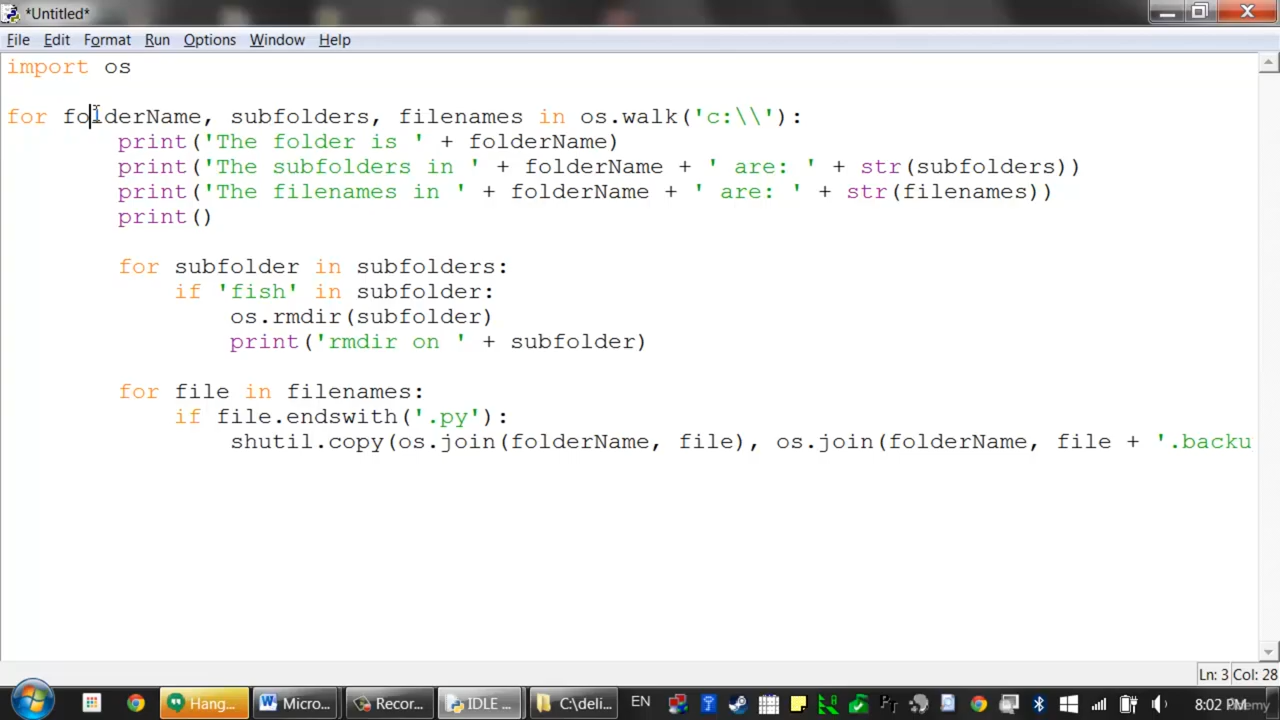 *Untitled*
File Edit Format Run Options Window Help
import os
for folderName, subfolders, filenames in os.walk('c:\\'):
print('The folder is ' + folderName)
print('The subfolders in ' + folderName + ' are: ' + str(subfolders))
print('The filenames in ' + folderName + ' are: ' + str(filenames))
print()
for subfolder in subfolders:
if 'fish' in subfolder:
os.rmdir(subfolder)
print('rmdir on ' + subfolder)
for file in filenames:
if file.endswith('.py'):
shutil.copy(os.join(folderName, file), os.join(folderName, file + '.backu
Ln: 3 Col: 28
Hang... Micro... Recor... IDLE ... C:\deli... EN 8:02 PM